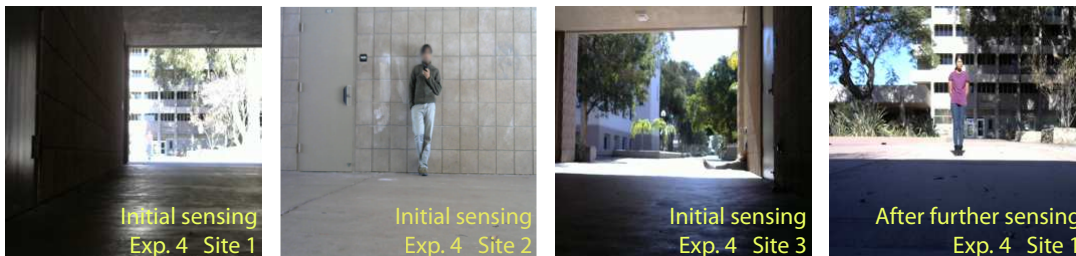 Initial sensing
Exp. 4 Site 1
Initial sensing
Exp. 4 Site 2
Initial sensing
Exp. 4 Site 3
After further sensing
Exp. 4 Site 1